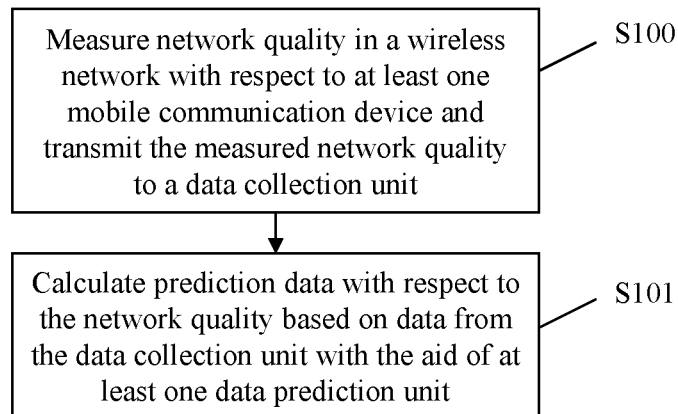 Measure network quality in a wireless
network with respect to at least one
mobile communication device and
transmit the measured network quality
to a data collection unit
S100
Calculate prediction data with respect to
the network quality based on data from
the data collection unit with the aid of at
least one data prediction unit
S101